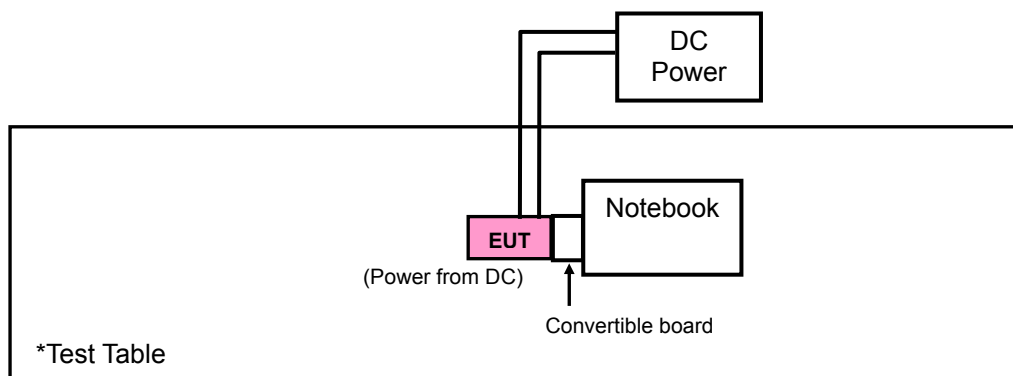 DC
Power
Notebook
EUT
(Power from DC)
Convertible board
*Test Table